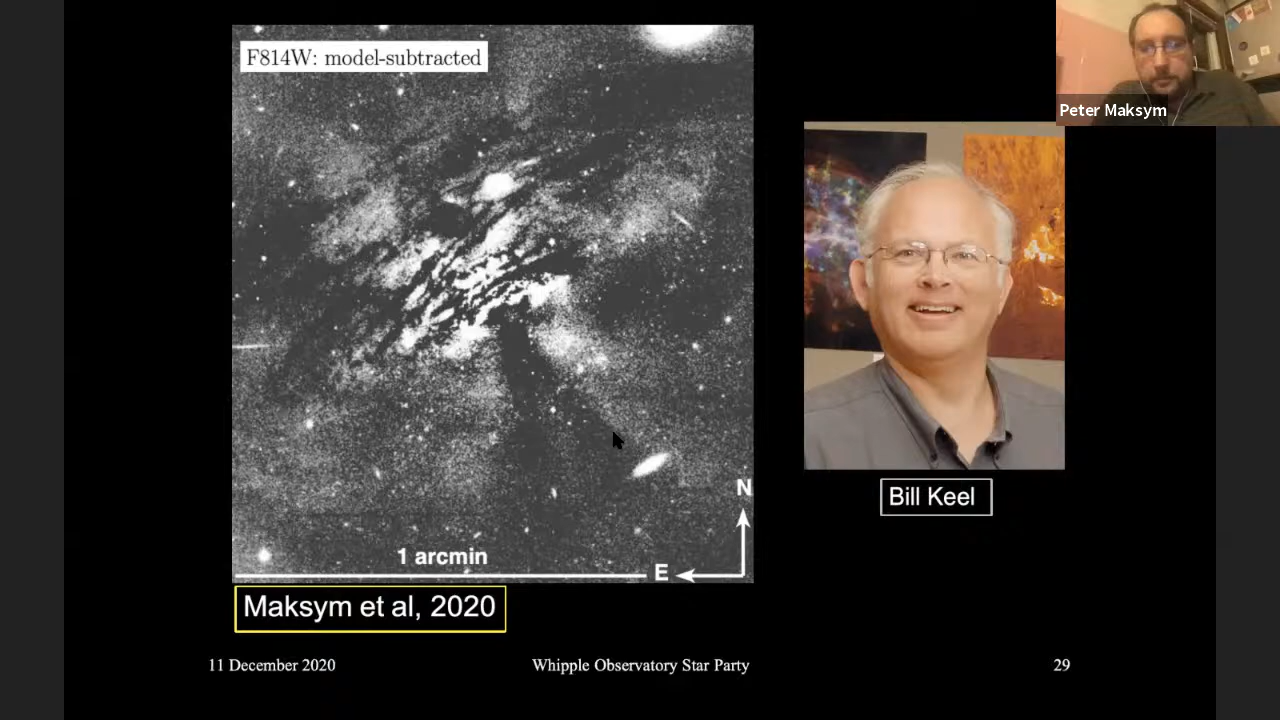 F814W: model-subtracted
Peter Maksym
N
1 arcmin
E
Bill Keel
Maksym et al, 2020
11 December 2020
Whipple Observatory Star Party
29